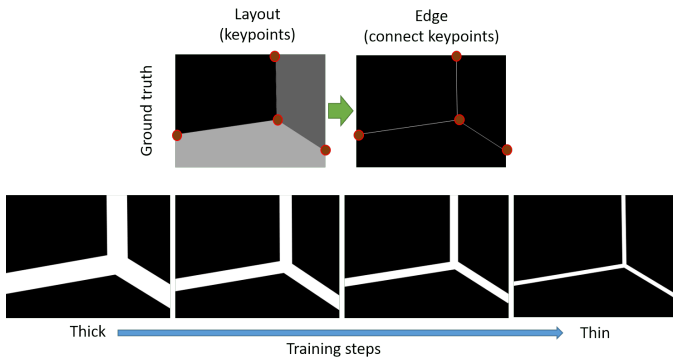 Layout
(keypoints)
Edge
(connect keypoints)
Ground truth
Thick
Thin
Training steps